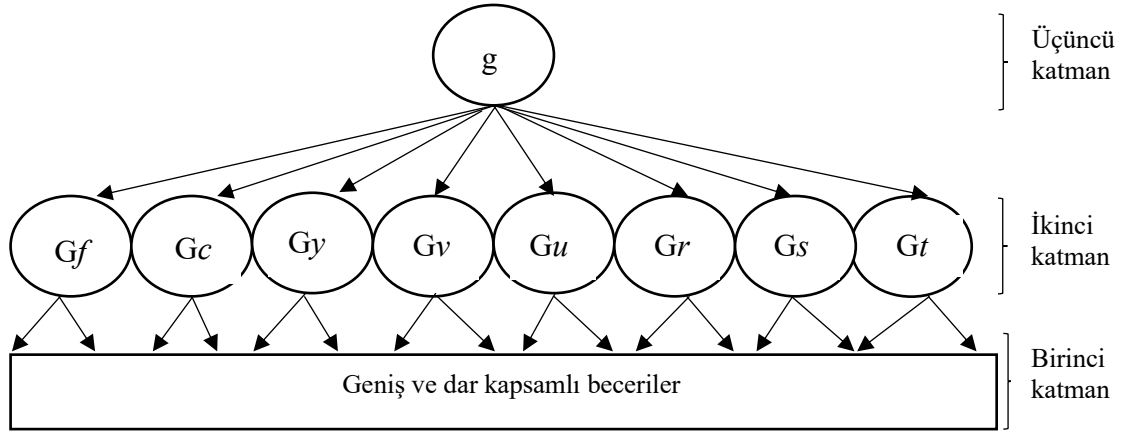 g
Üçüncü
katman
Gf Gc Gy Gv Gu Gr Gs Gt
İkinci
katman
Geniş ve dar kapsamlı beceriler
Birinci
katman